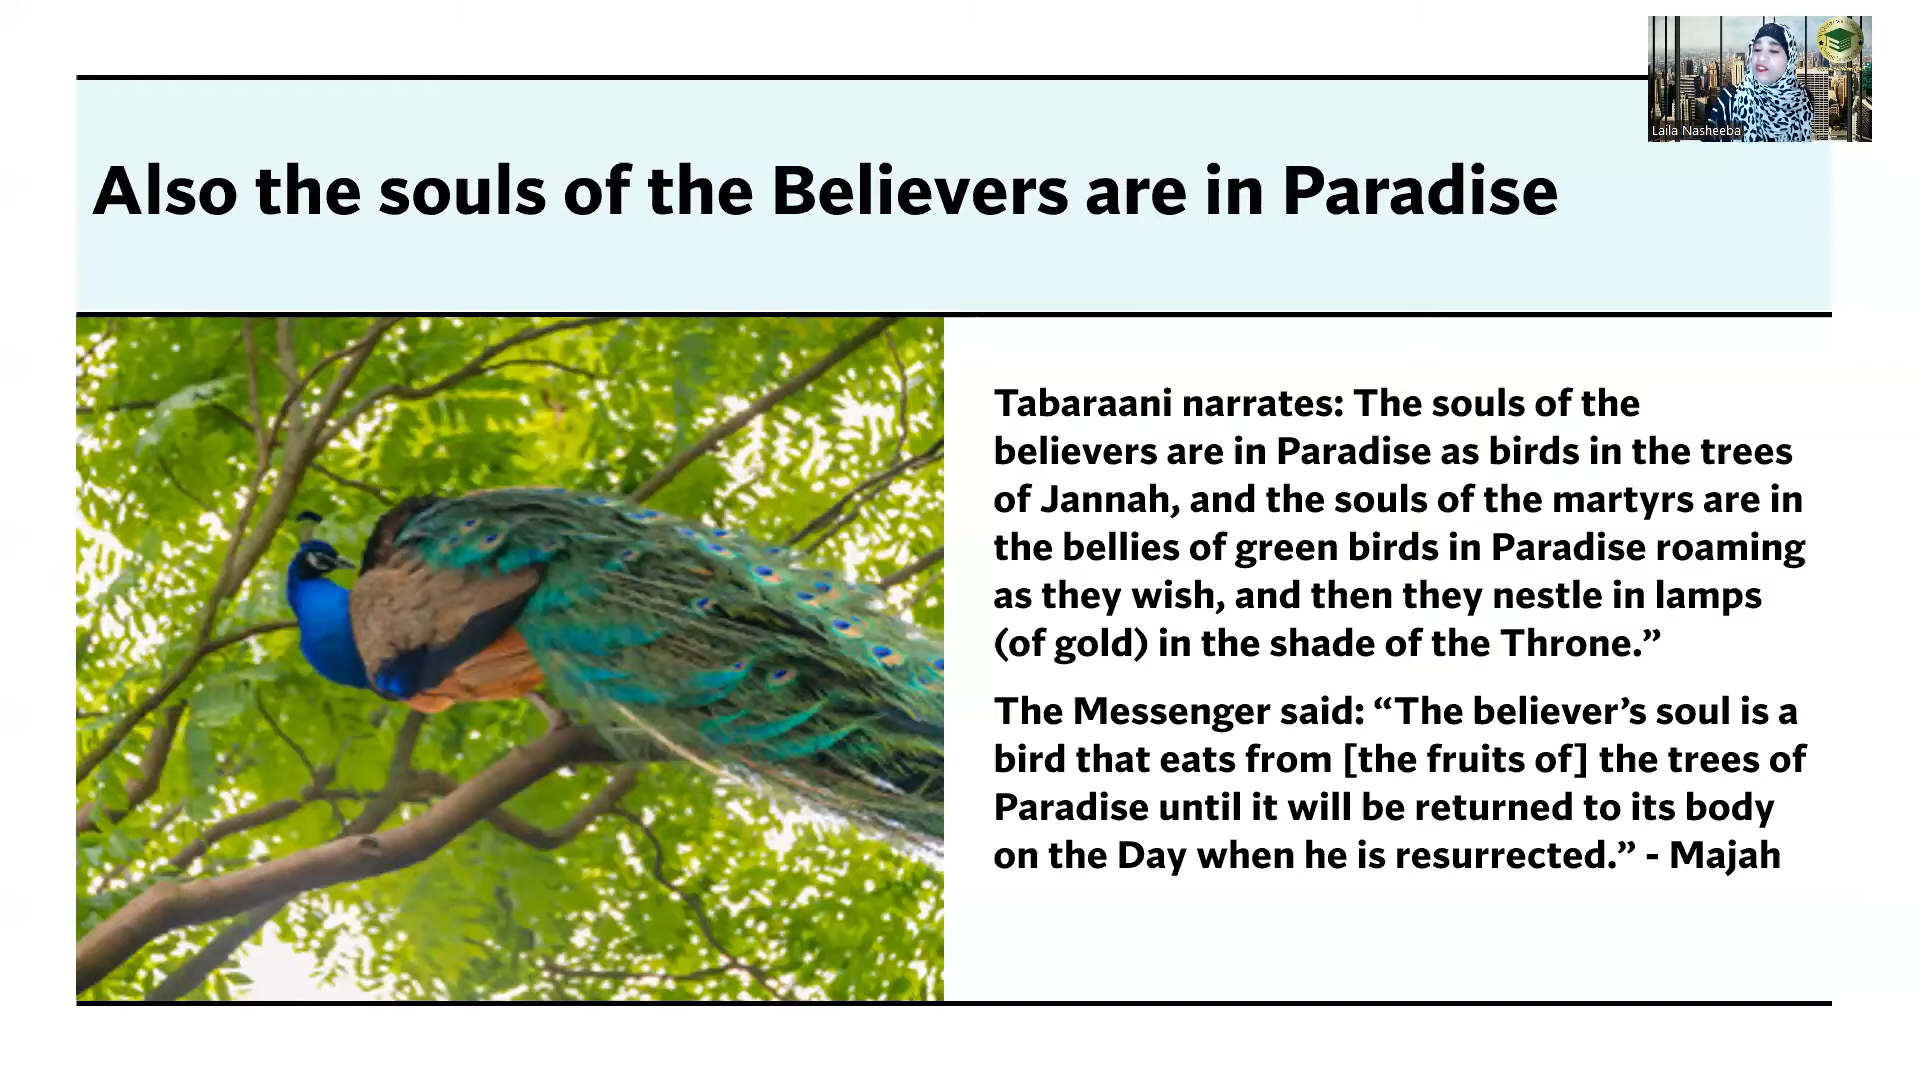 Laila Nasheeba
Also the souls of the Believers are in Paradise
Tabaraani narrates: The souls of the
believers are in Paradise as birds in the trees
of Jannah, and the souls of the martyrs are in
the bellies of green birds in Paradise roaming
as they wish, and then they nestle in lamps
(of gold) in the shade of the Throne.”
The Messenger said: “The believer’s soul is a
bird that eats from [the fruits of] the trees of
Paradise until it will be returned to its body
on the Day when he is resurrected.” - Majah